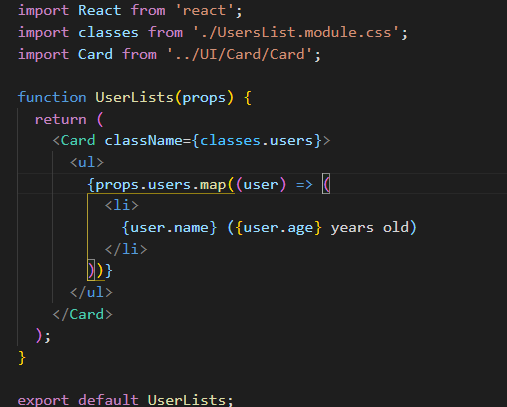 import React from 'react';
import classes from './UsersList.module.css';
import Card from '../UI/Card/Card';

function UserLists(props) {
  return (
    <Card className={classes.users}>
      <ul>
        {props.users.map((user) => (
          <li>
            {user.name} ({user.age} years old)
          </li>
        ))}
      </ul>
    </Card>
  );
}

export default UserLists;